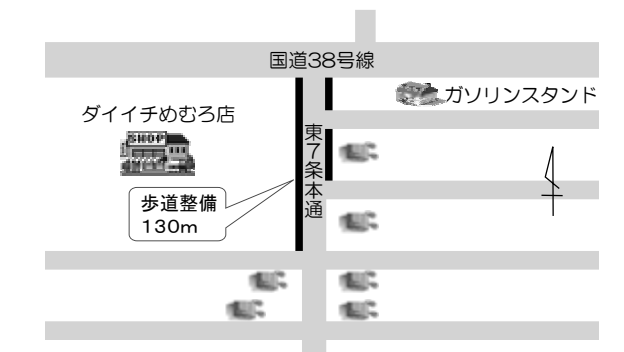 国道38号線
ガソリンスタンド
ダイイチめむろ店
SHOP
東7条本通
歩道整備
130m